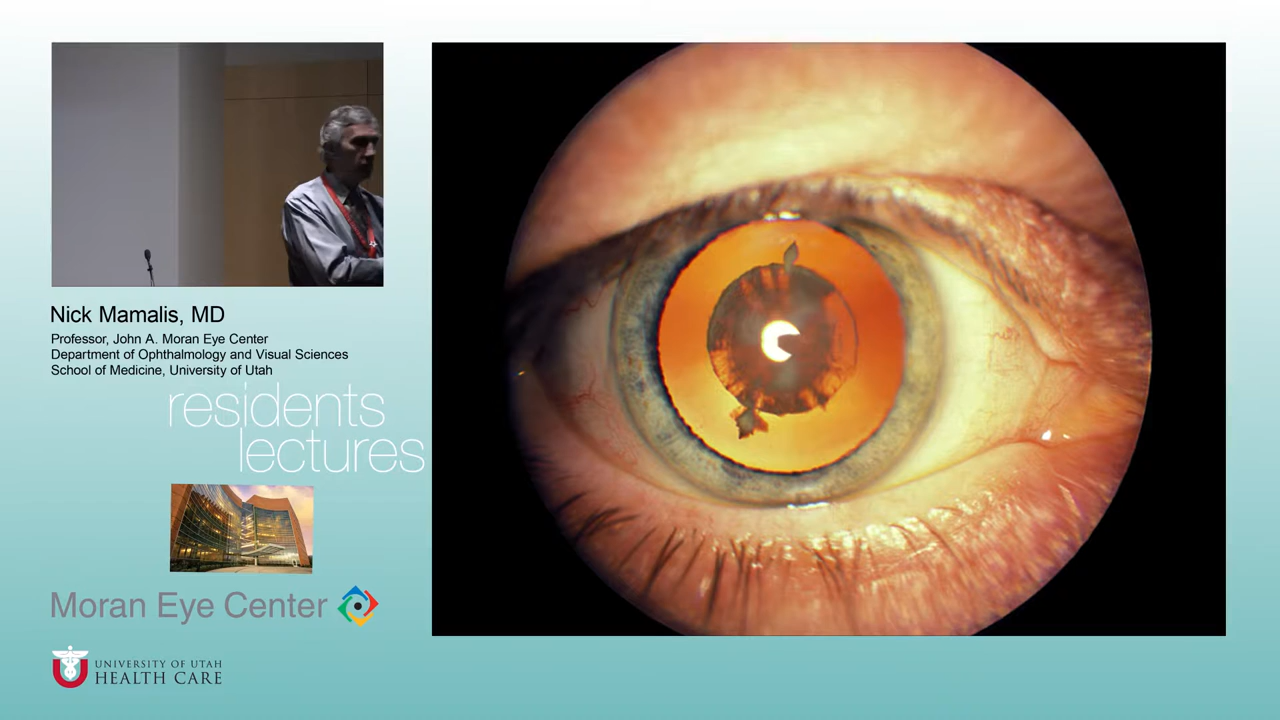 Nick Mamalis, MD
Professor, John A. Moran Eye Center
Department of Ophthalmology and Visual Sciences
School of Medicine, University of Utah
residents
lectures
Moran Eye Center
UNIVERSITY OF UTAH
HEALTH CARE